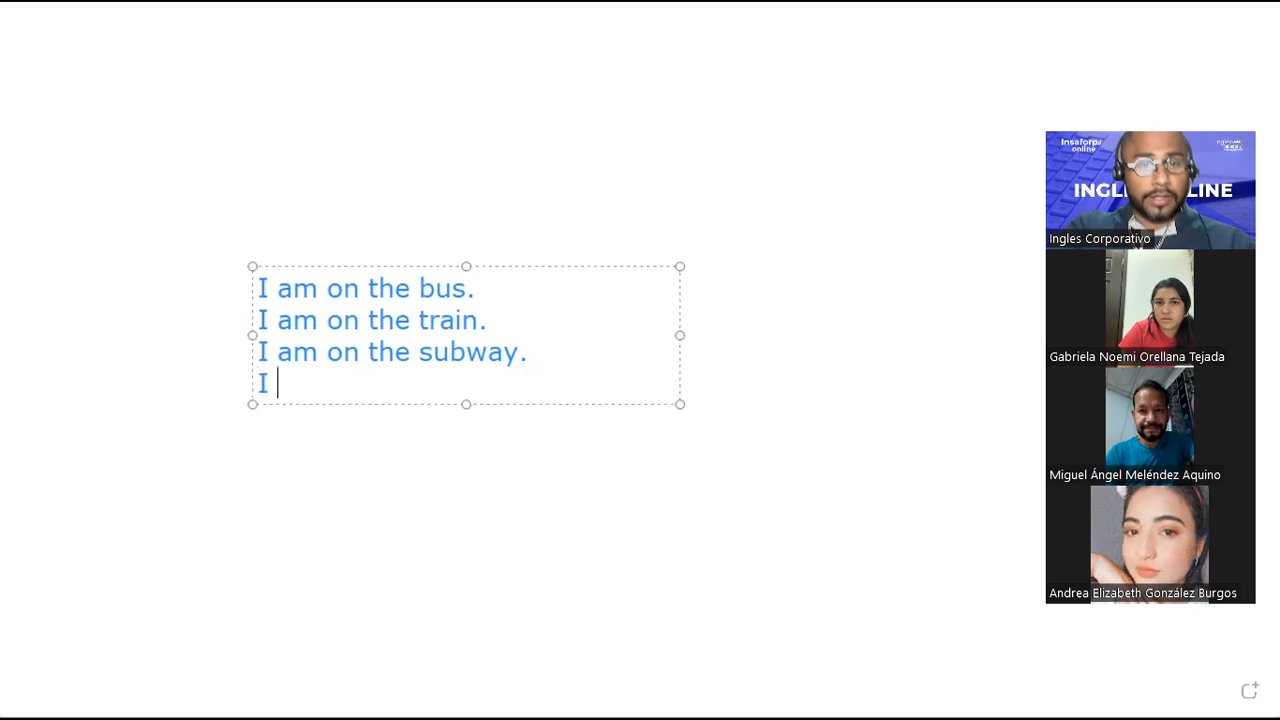 I am on the bus.
I am on the train.
I am on the subway.
I
Insaforp
online
INGL LINE
Ingles Corporativo
Gabriela Noemi Orellana Tejada
Miguel Ángel Meléndez Aquino
Andrea Elizabeth González Burgos